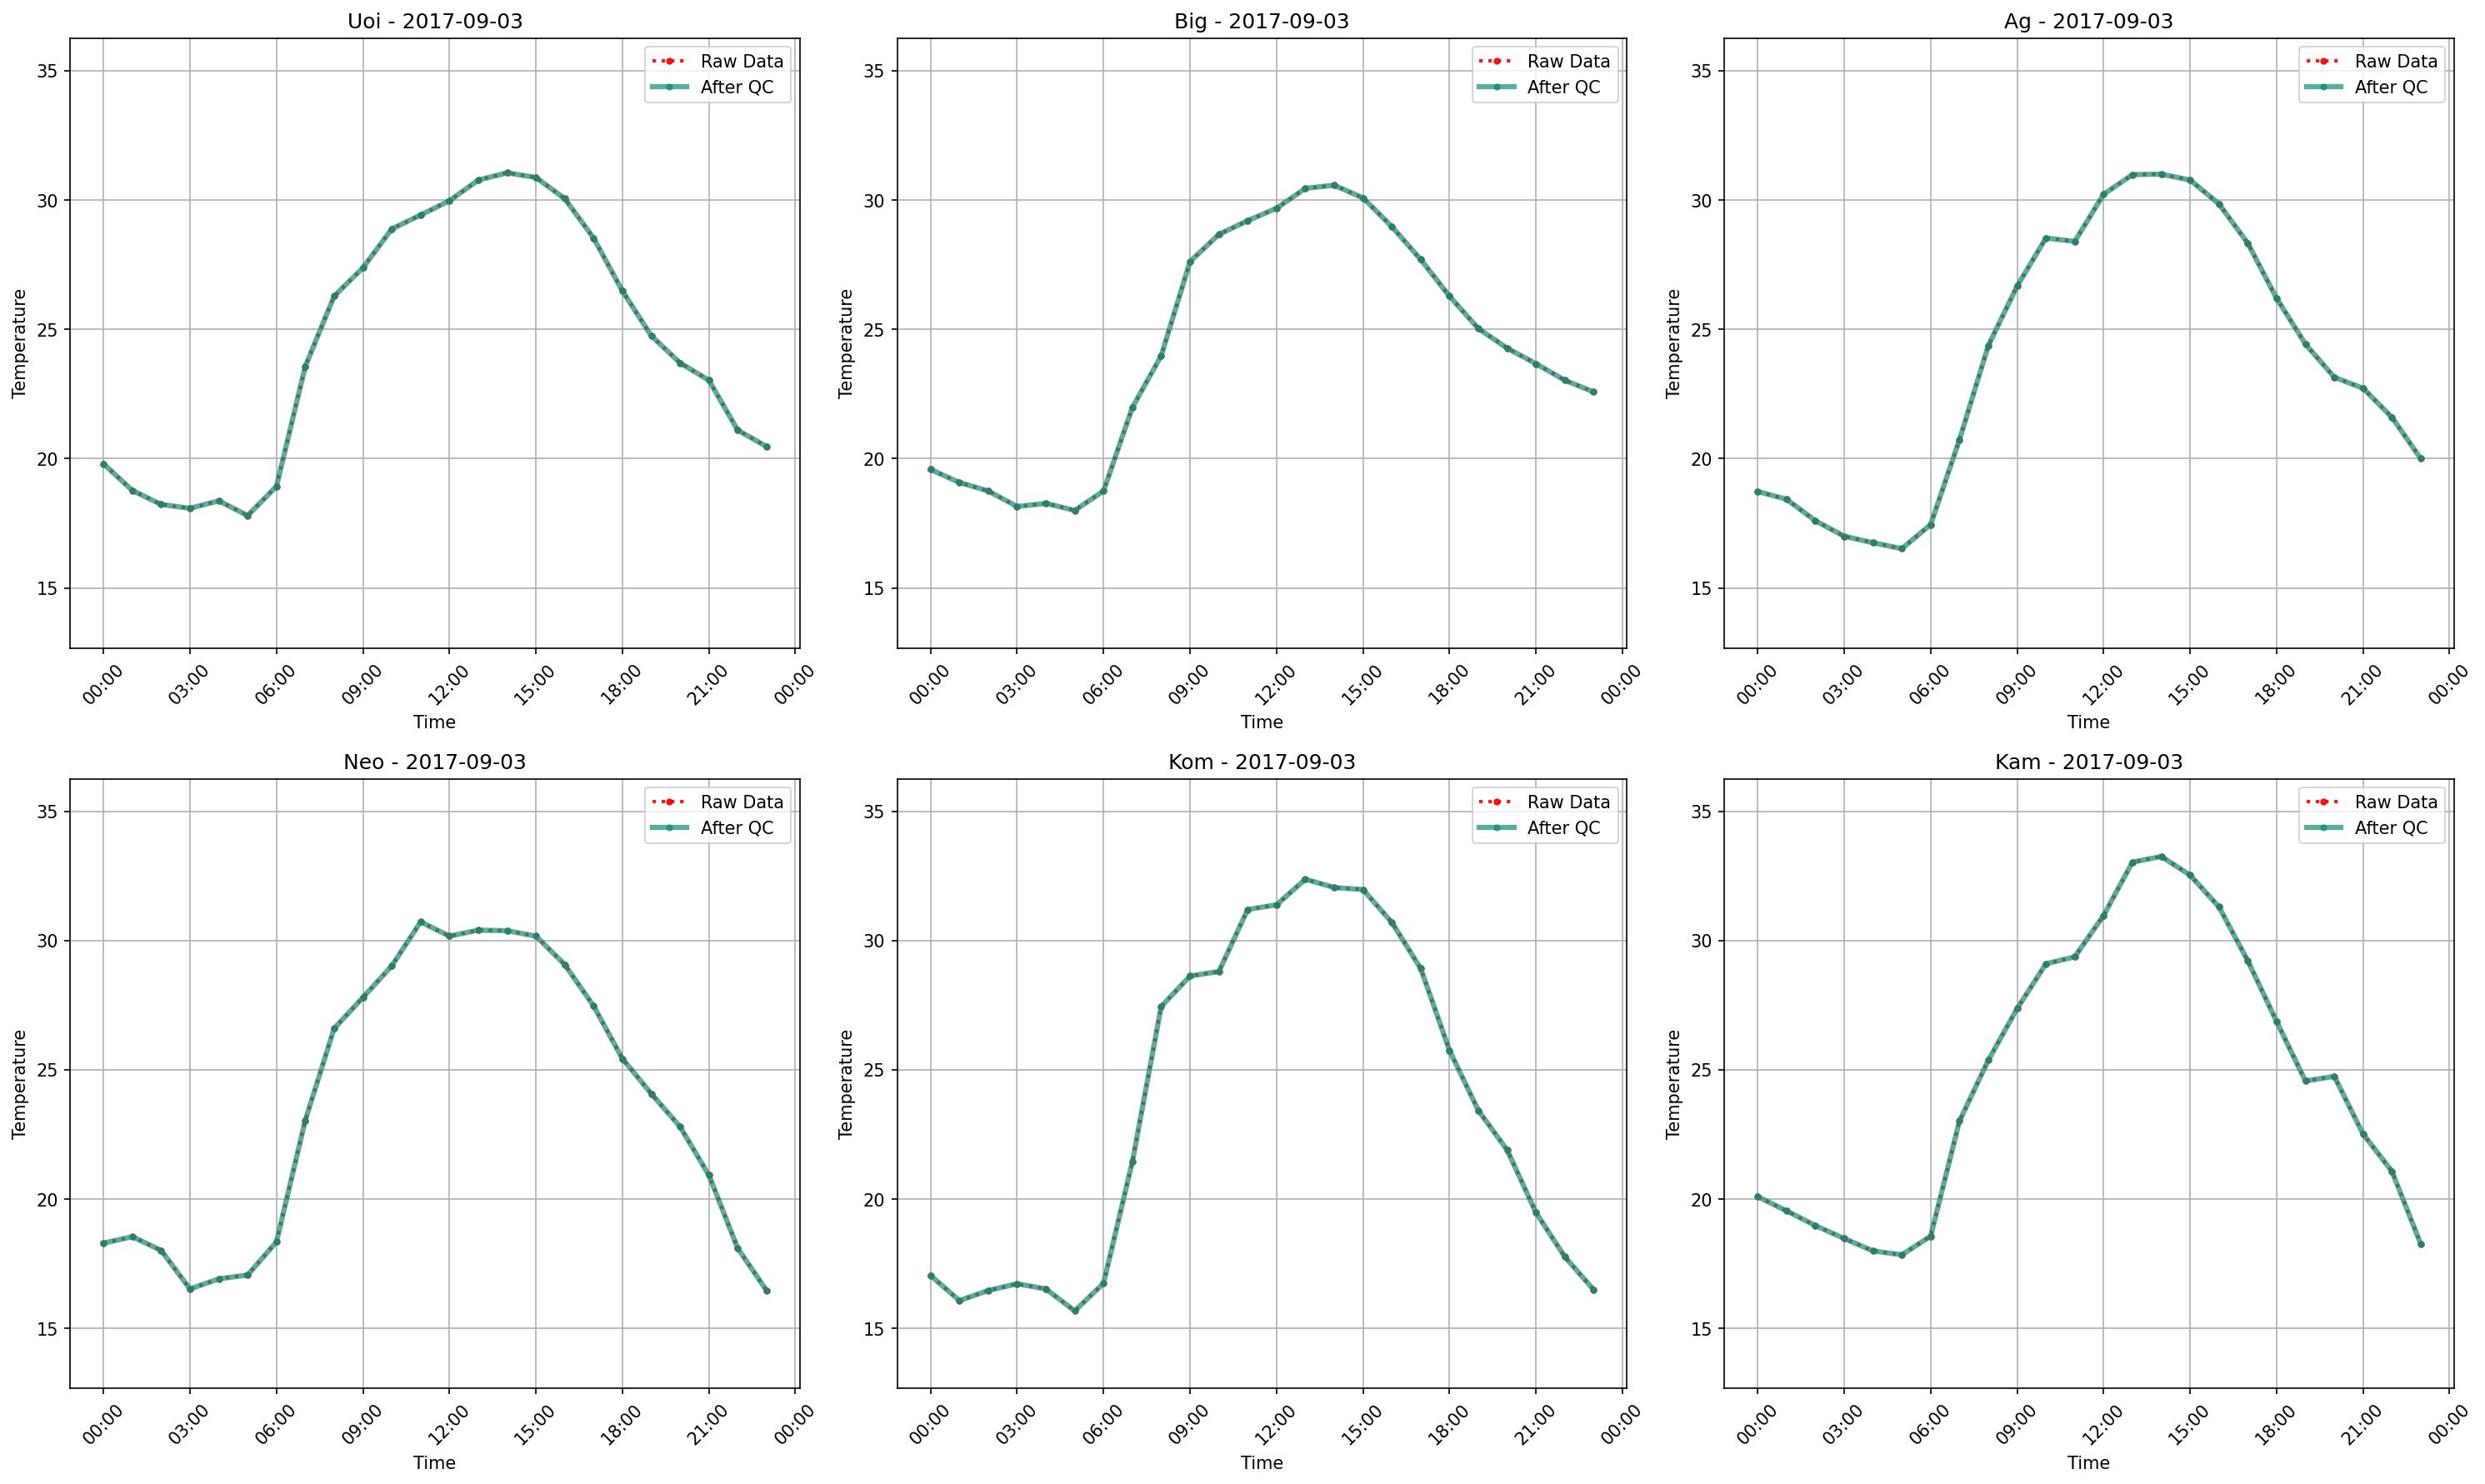 Uoi - 2017-09-03
35
30
25
20
15
Temperature
Raw Data
After QC
00:00
03:00
06:00
09:00
12:00
15:00
18:00
21:00
00:00
Time
Big - 2017-09-03
35
30
25
20
15
Temperature
Raw Data
After QC
00:00
03:00
06:00
09:00
12:00
15:00
18:00
21:00
00:00
Time
Ag - 2017-09-03
35
30
25
20
15
Temperature
Raw Data
After QC
00:00
03:00
06:00
09:00
12:00
15:00
18:00
21:00
00:00
Time
Neo - 2017-09-03
35
30
25
20
15
Temperature
Raw Data
After QC
00:00
03:00
06:00
09:00
12:00
15:00
18:00
21:00
00:00
Time
Kom - 2017-09-03
35
30
25
20
15
Temperature
Raw Data
After QC
00:00
03:00
06:00
09:00
12:00
15:00
18:00
21:00
00:00
Time
Kam - 2017-09-03
35
30
25
20
15
Temperature
Raw Data
After QC
00:00
03:00
06:00
09:00
12:00
15:00
18:00
21:00
00:00
Time